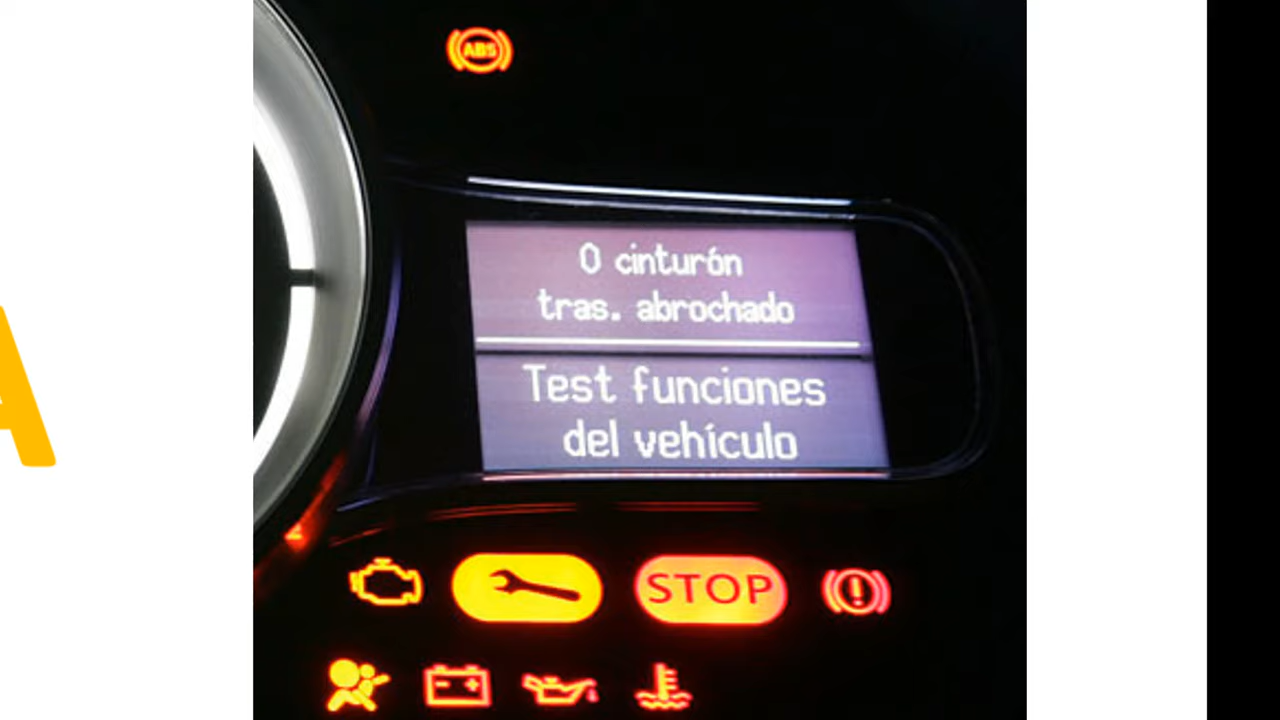 A
ABS
0 cinturón
tras. abrochado
Test funciones
del vehículo
STOP